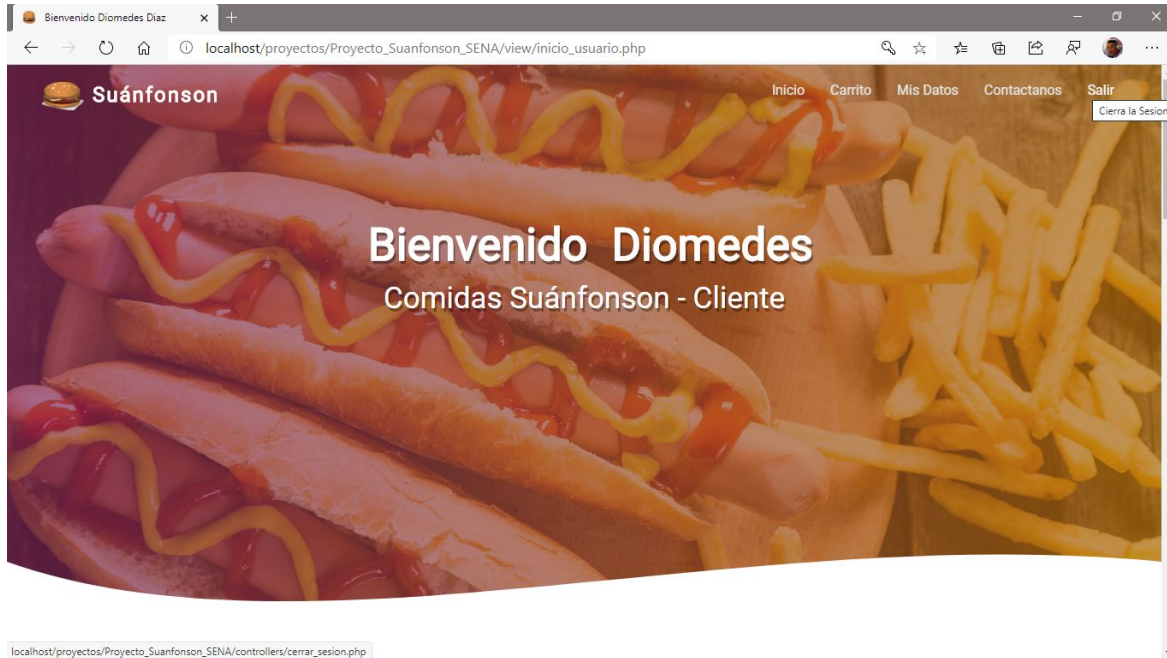 Bienvenido Diomedes Diaz
localhost/proyectos/Proyecto_Suanfonson_SENA/view/inicio_usuario.php
Suánfonson Inicio Carrito Mis Datos Contactanos Salir
Cierra la Sesion
Bienvenido Diomedes
Comidas Suánfonson - Cliente
localhost/proyectos/Proyecto_Suanfonson_SENA/controllers/cerrar_sesion.php